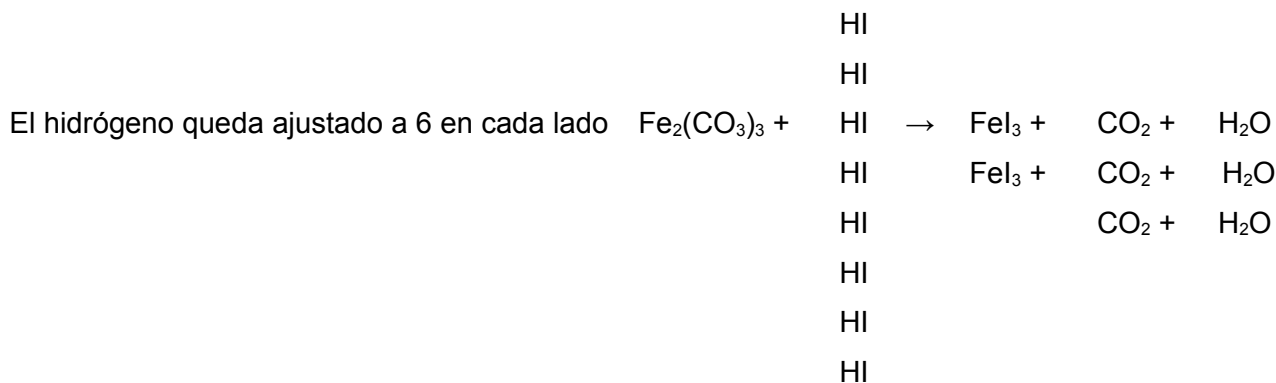 HI
HI
El hidrógeno queda ajustado a 6 en cada lado Fe₂(CO₃)₃ + HI → FeI₃ + CO₂ + H₂O
HI FeI₃ + CO₂ + H₂O
HI CO₂ + H₂O
HI
HI
HI